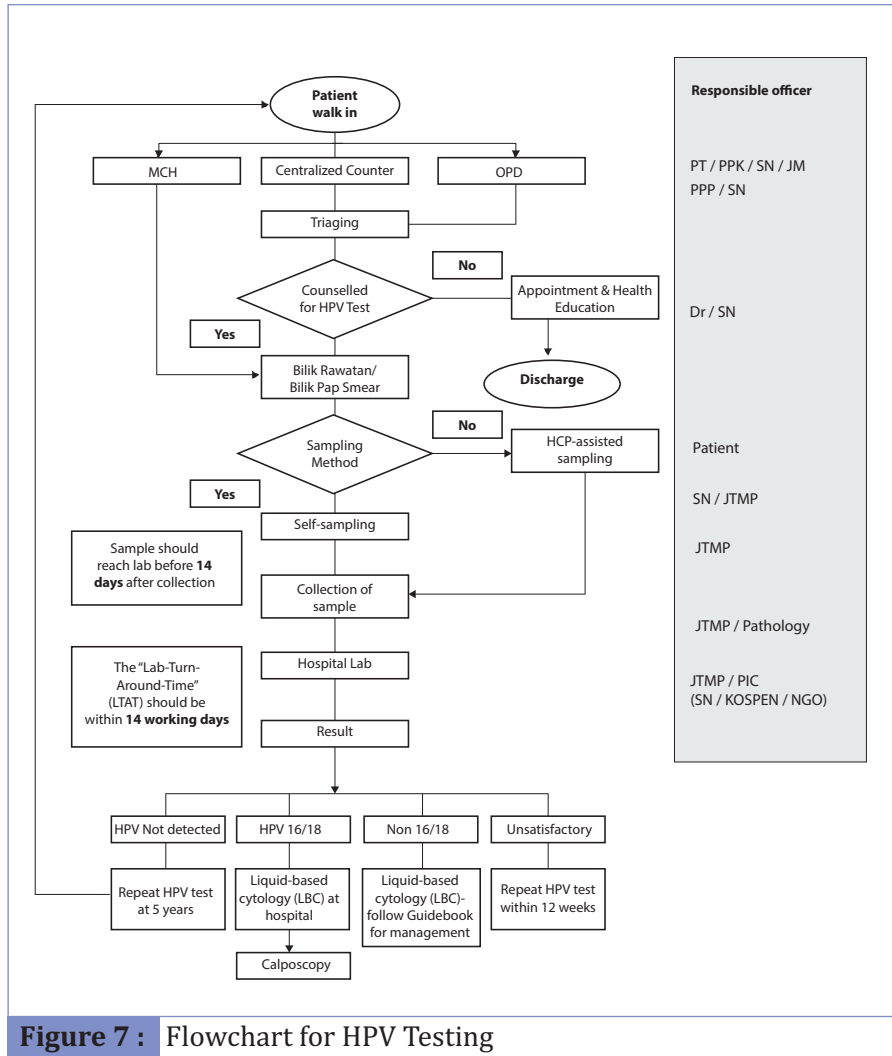 Patient
walk in
Responsible officer
MCH
Centralized Counter
OPD
PT / PPK / SN / JM
PPP / SN
Triaging
No
Counselled
for HPV Test
Appointment & Health
Education
Dr / SN
Yes
Bilik Rawatan/
Bilik Pap Smear
Discharge
No
Sampling
Method
HCP-assisted
sampling
Patient
Yes
SN / JTMP
Self-sampling
Sample should
reach lab before 14
days after collection
JTMP
Collection of
sample
JTMP / Pathology
The “Lab-Turn-
Around-Time”
(LTAT) should be
within 14 working days
Hospital Lab
JTMP / PIC
(SN / KOSPEN / NGO)
Result
HPV Not detected
HPV 16/18
Non 16/18
Unsatisfactory
Repeat HPV test
at 5 years
Liquid-based
cytology (LBC) at
hospital
Liquid-based
cytology (LBC)-
follow Guidebook
for management
Repeat HPV test
within 12 weeks
Calposcopy
Figure 7 : Flowchart for HPV Testing